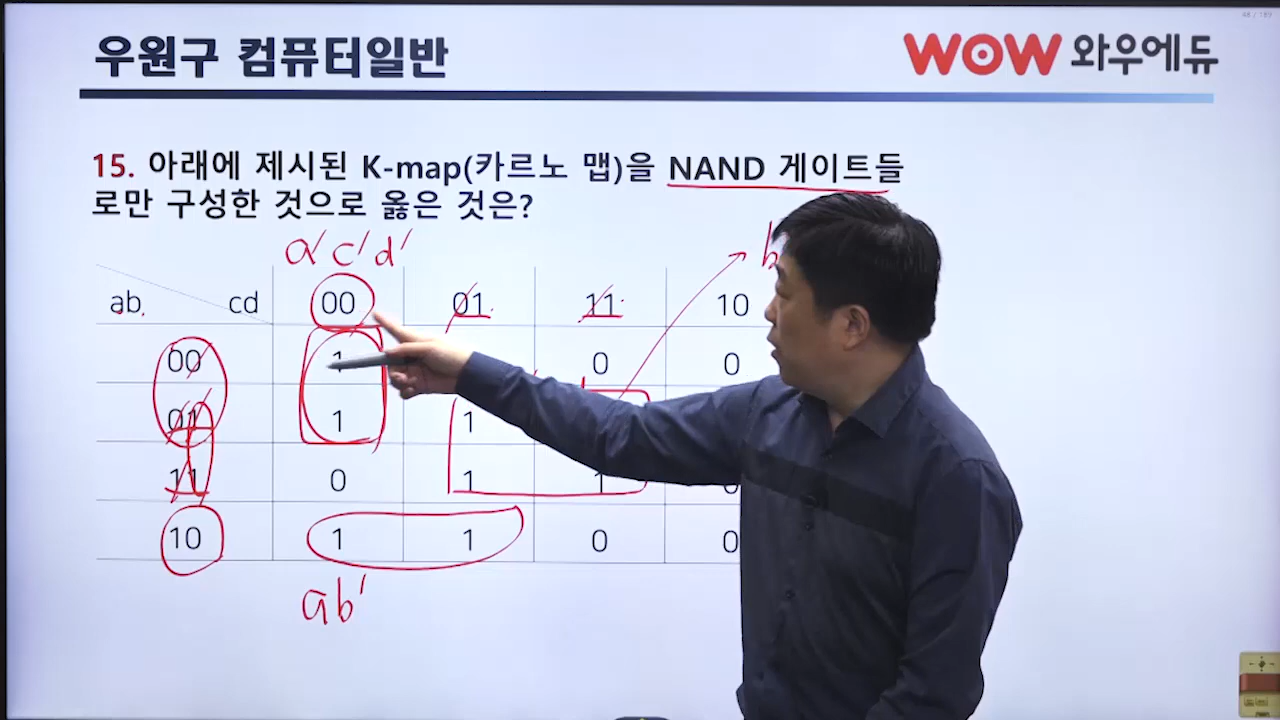 48 / 189
우원구 컴퓨터일반
WOW 와우에듀
15. 아래에 제시된 K-map(카르노 맵)을 NAND 게이트들
로만 구성한 것으로 옳은 것은?
a'c'd'
b
ab cd 00 01 11 10
00 1 0 0
01 1 1
11 0 1 1 0
10 1 1 0 0
ab'